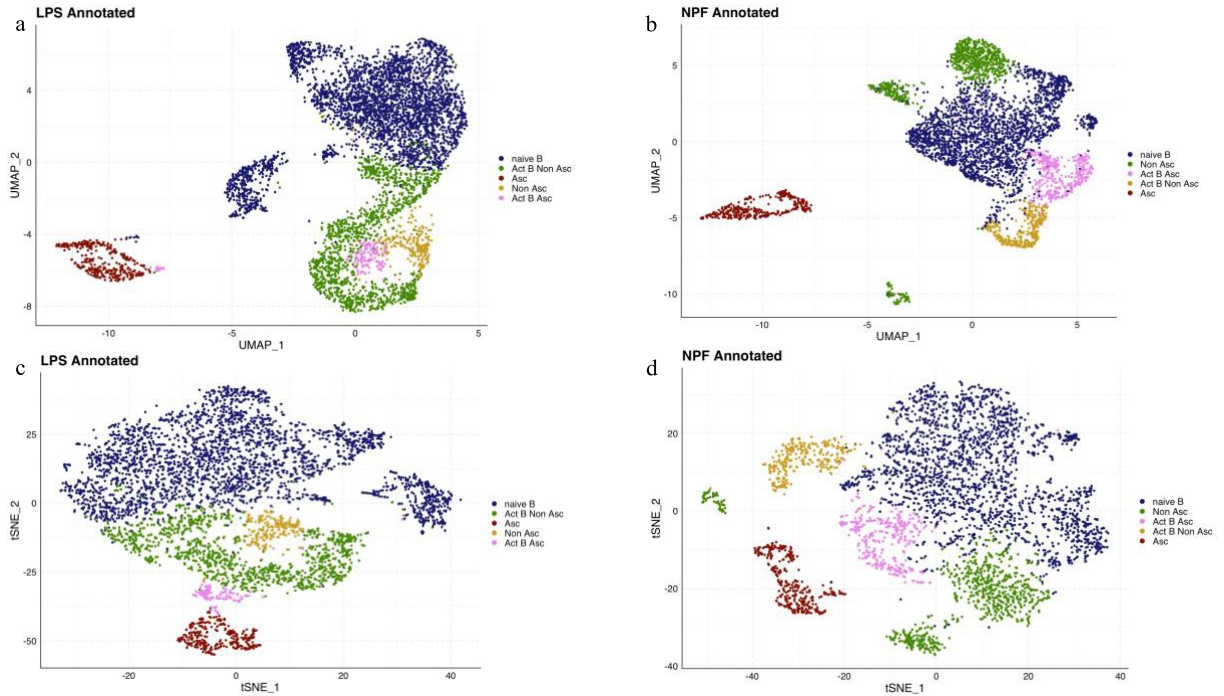 a
LPS Annotated
4
0
-4
-8
-10
-5
0
5
UMAP_1
UMAP_2
naive B
Act B Non Asc
Asc
Non Asc
Act B Asc
b
NPF Annotated
5
0
-5
-10
-10
-5
0
5
UMAP_1
UMAP_2
naive B
Non Asc
Act B Asc
Act B Non Asc
Asc
c
LPS Annotated
25
0
-25
-50
-20
0
20
40
tSNE_1
tSNE_2
naive B
Act B Non Asc
Asc
Non Asc
Act B Asc
d
NPF Annotated
20
0
-20
-40
-40
-20
0
20
40
tSNE_1
tSNE_2
naive B
Non Asc
Act B Asc
Act B Non Asc
Asc